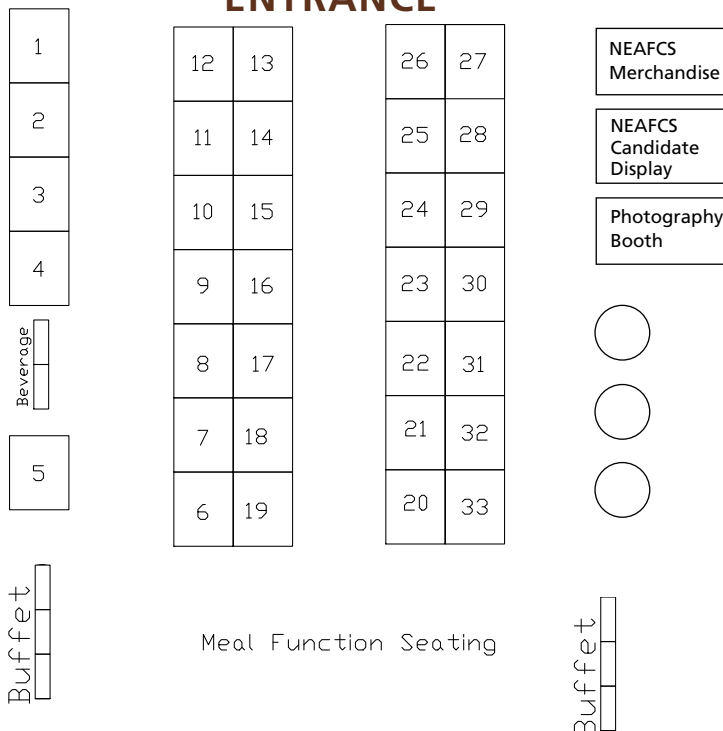 ENTRANCE
1
2
3
4
Beverage
5
12 13
11 14
10 15
9 16
8 17
7 18
6 19
26 27
25 28
24 29
23 30
22 31
21 32
20 33
NEAFCS
Merchandise
NEAFCS
Candidate
Display
Photography
Booth
Buffet
Meal Function Seating
Buffet